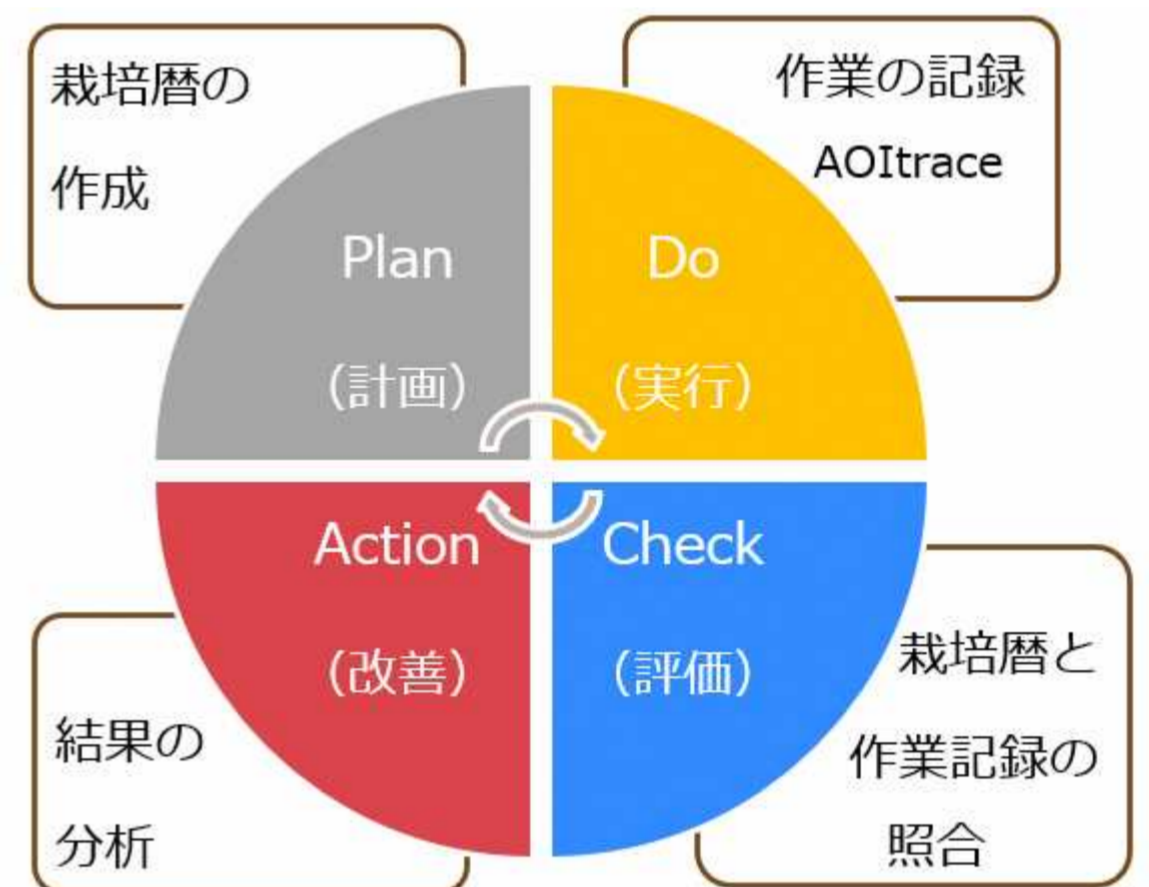 栽培暦の
作成
作業の記録
AOItrace
Plan
(計画)
Do
(実行)
Action
(改善)
Check
(評価)
結果の
分析
栽培暦と
作業記録の
照合